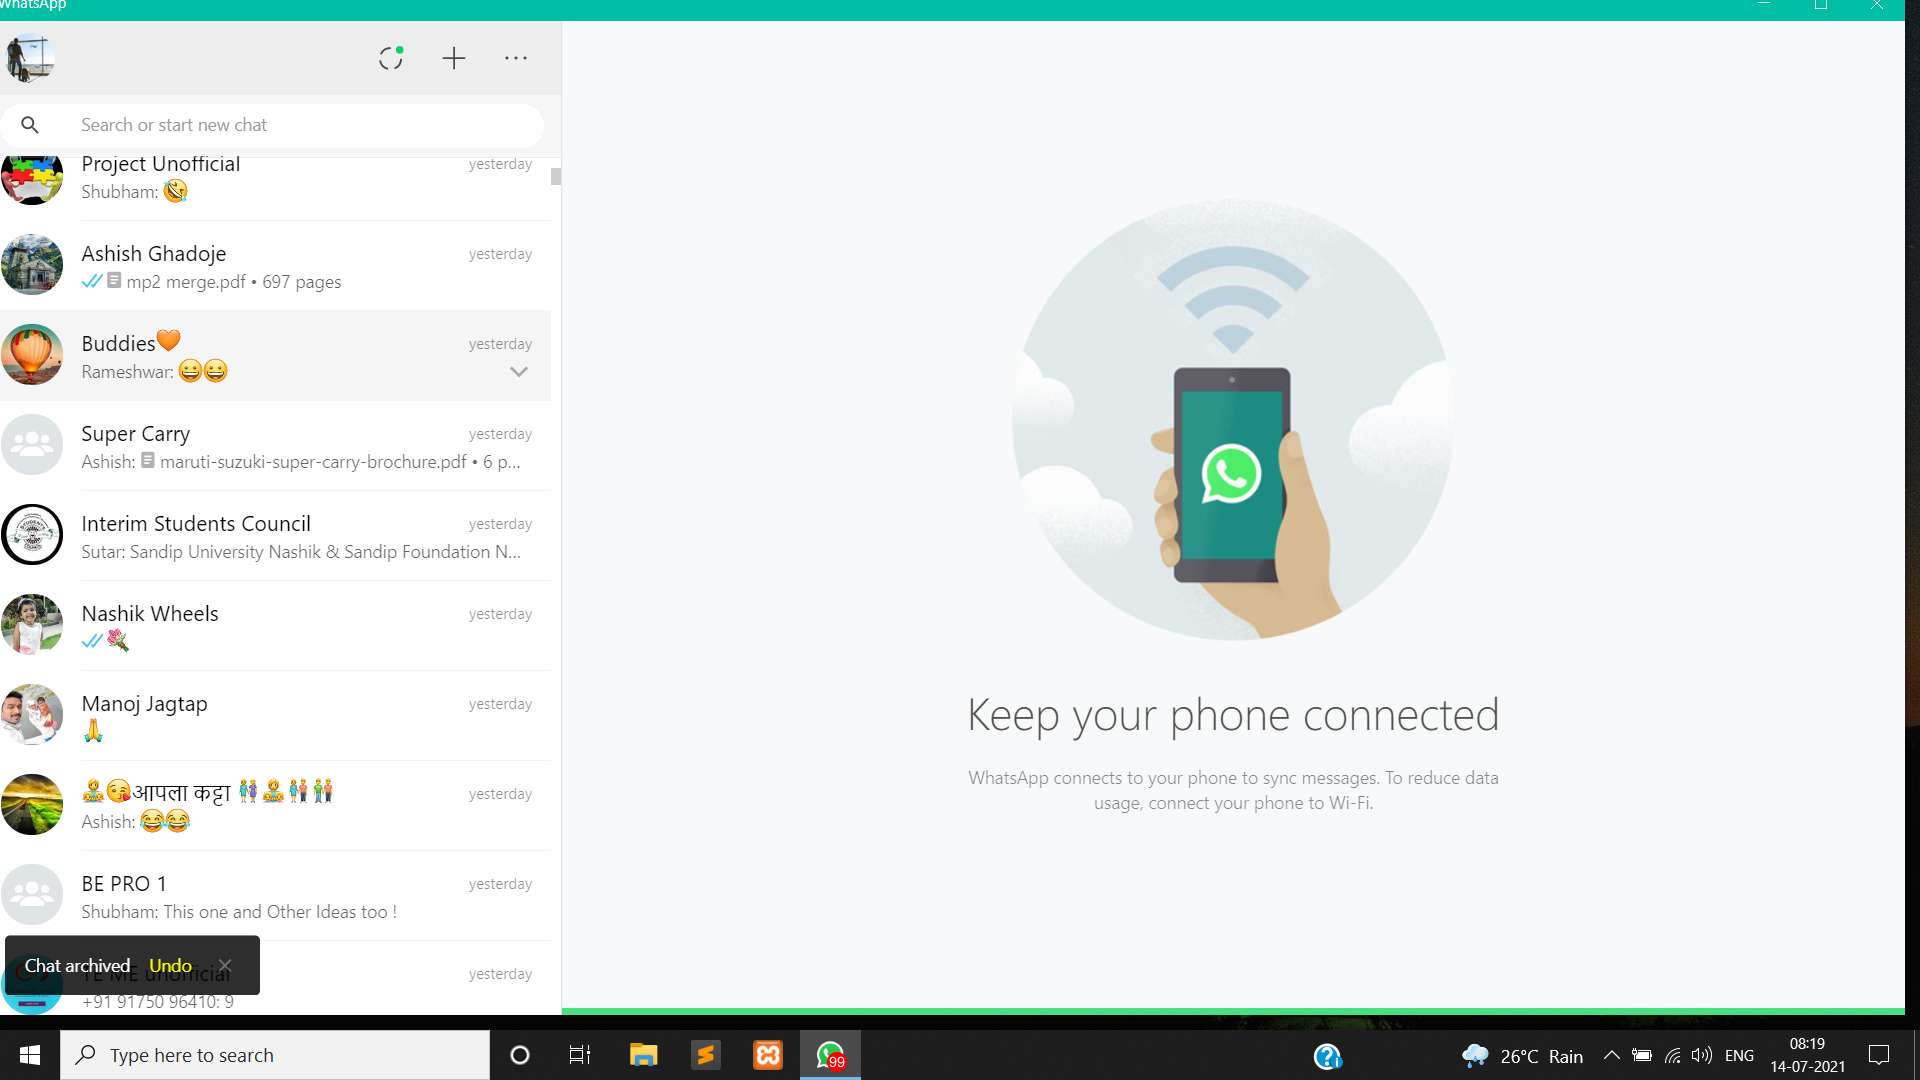 WhatsApp
Search or start new chat
Project Unofficial yesterday
Shubham: 🤣
Ashish Ghadoje yesterday
mp2 merge.pdf • 697 pages
Buddies🧡 yesterday
Rameshwar: 😀😀
Super Carry yesterday
Ashish: maruti-suzuki-super-carry-brochure.pdf • 6 p...
Interim Students Council yesterday
Sutar: Sandip University Nashik & Sandip Foundation N...
Nashik Wheels yesterday
💐
Manoj Jagtap yesterday
🙏
आपला कट्टा yesterday
Ashish: 😂😂
BE PRO 1 yesterday
Shubham: This one and Other Ideas too !
TE ME unofficial yesterday
+91 91750 96410: 9
Chat archived Undo
Keep your phone connected
WhatsApp connects to your phone to sync messages. To reduce data
usage, connect your phone to Wi-Fi.
Type here to search
99
26°C Rain
ENG
08:19
14-07-2021